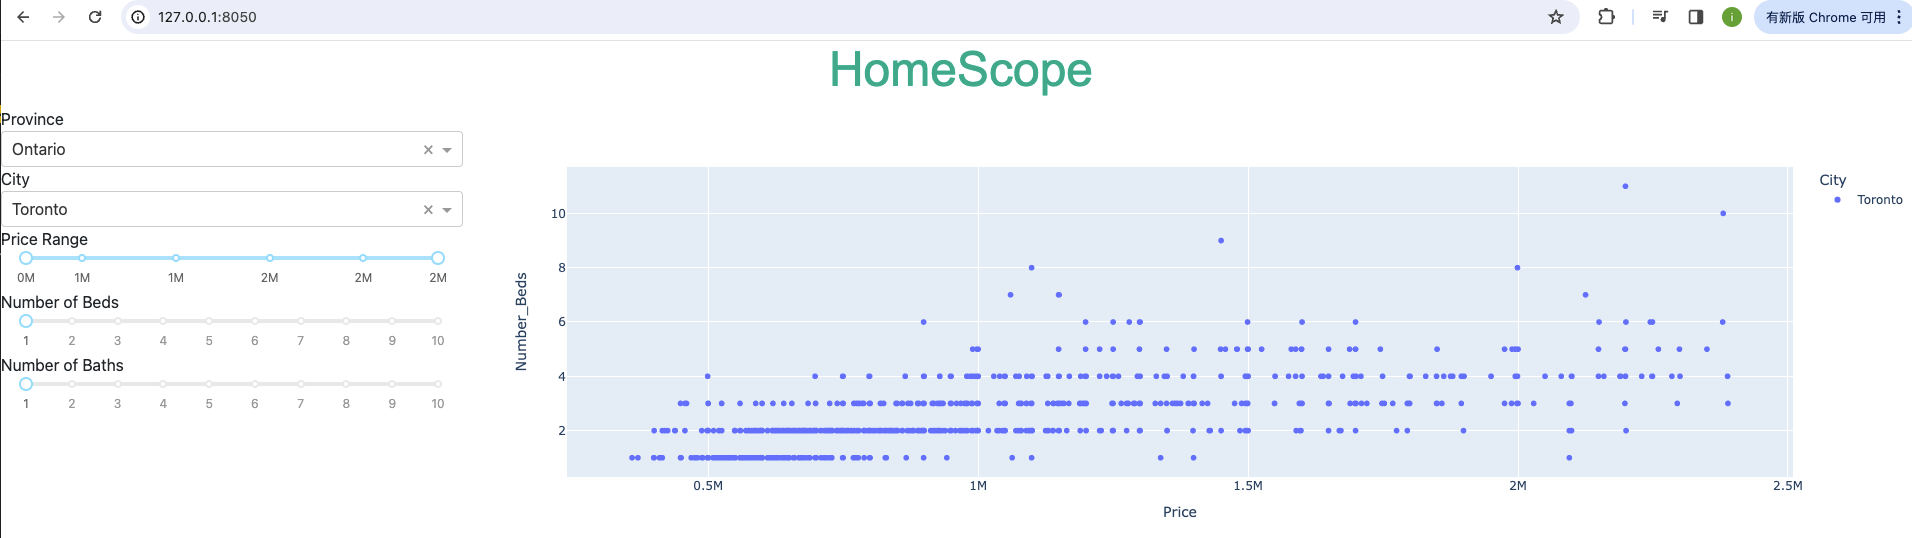 127.0.0.1:8050
i
有新版 Chrome 可用
HomeScope
Province
Ontario
City
Toronto
Price Range
0M 1M 1M 2M 2M 2M
Number of Beds
1 2 3 4 5 6 7 8 9 10
Number of Baths
1 2 3 4 5 6 7 8 9 10
Number_Beds
10
8
6
4
2
0.5M 1M 1.5M 2M 2.5M
Price
City
Toronto